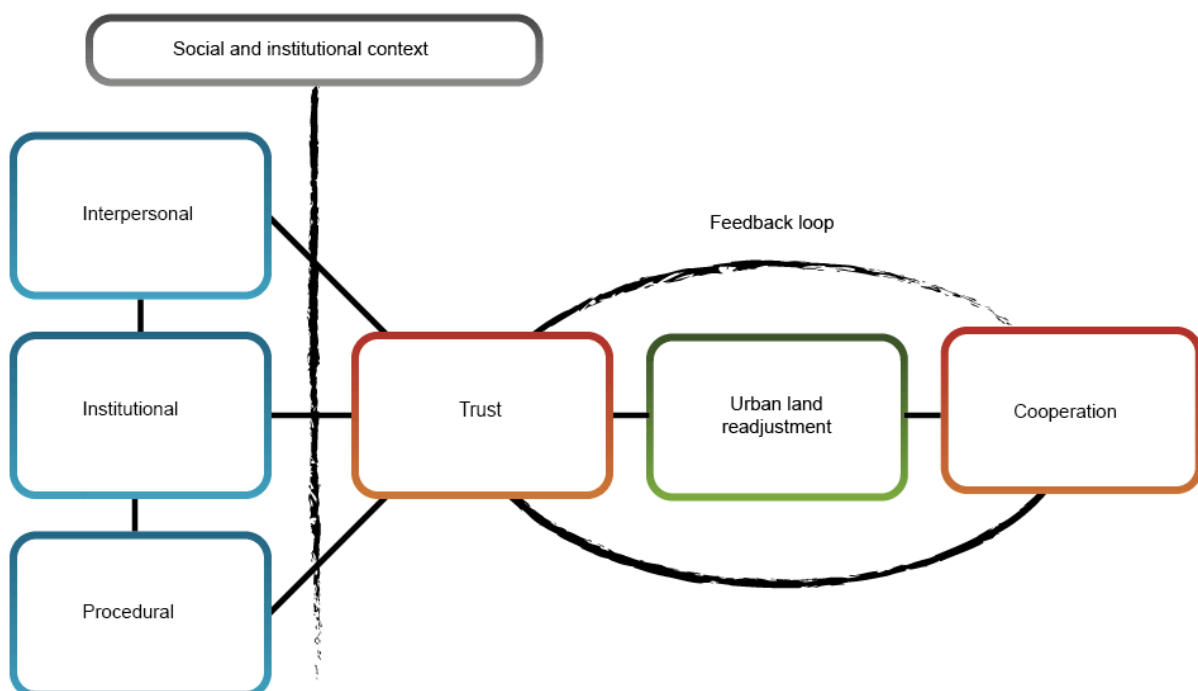 Social and institutional context
Interpersonal
Feedback loop
Institutional
Trust
Urban land
readjustment
Cooperation
Procedural